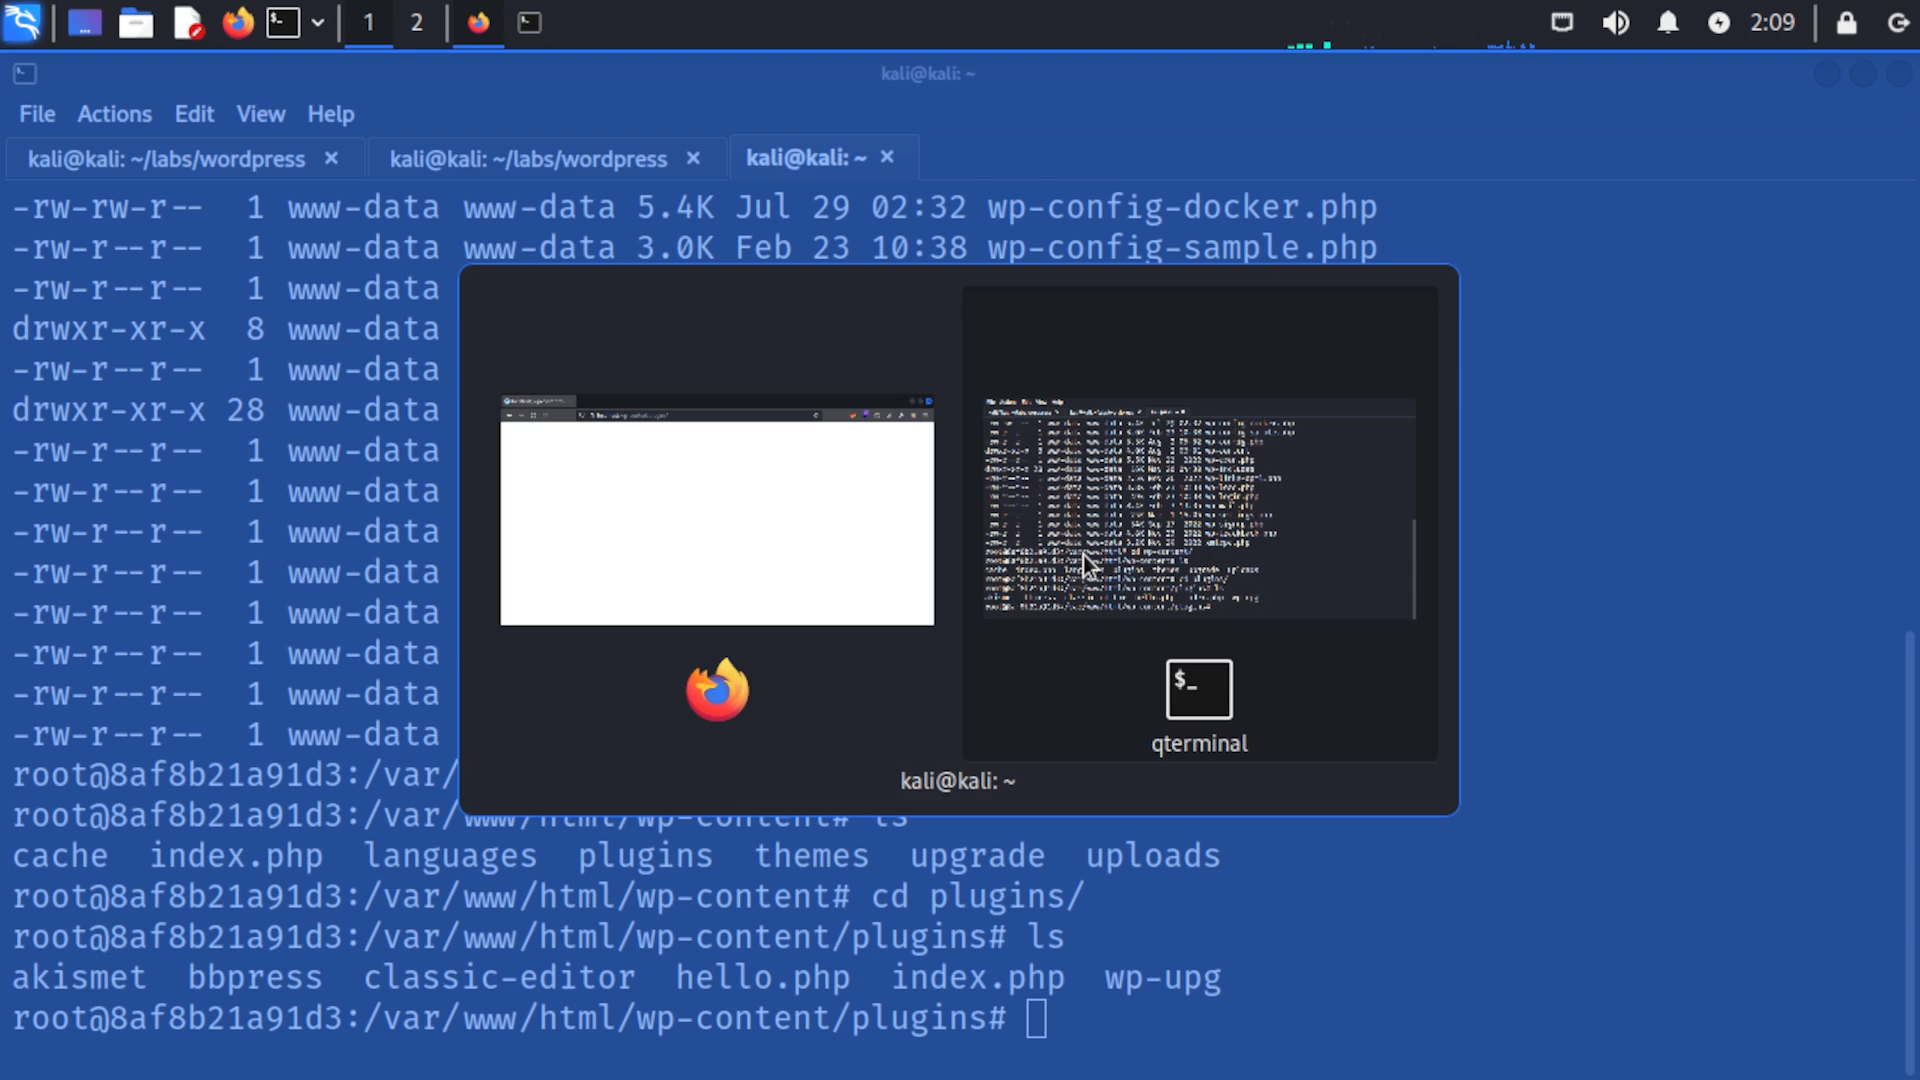 1 2 2:09
kali@kali: ~
File Actions Edit View Help
kali@kali: ~/labs/wordpress × kali@kali: ~/labs/wordpress × kali@kali: ~ ×
-rw-rw-r-- 1 www-data www-data 5.4K Jul 29 02:32 wp-config-docker.php
-rw-r--r-- 1 www-data www-data 3.0K Feb 23 10:38 wp-config-sample.php
-rw-r--r-- 1 www-data
drwxr-xr-x 8 www-data
-rw-r--r-- 1 www-data
drwxr-xr-x 28 www-data
-rw-r--r-- 1 www-data
-rw-r--r-- 1 www-data
-rw-r--r-- 1 www-data
-rw-r--r-- 1 www-data
-rw-r--r-- 1 www-data
-rw-r--r-- 1 www-data
-rw-r--r-- 1 www-data
-rw-r--r-- 1 www-data
$_
qterminal
kali@kali: ~
root@8af8b21a91d3:/var/
root@8af8b21a91d3:/var/www/html/wp-content# ls
cache index.php languages plugins themes upgrade uploads
root@8af8b21a91d3:/var/www/html/wp-content# cd plugins/
root@8af8b21a91d3:/var/www/html/wp-content/plugins# ls
akismet bbpress classic-editor hello.php index.php wp-upg
root@8af8b21a91d3:/var/www/html/wp-content/plugins#